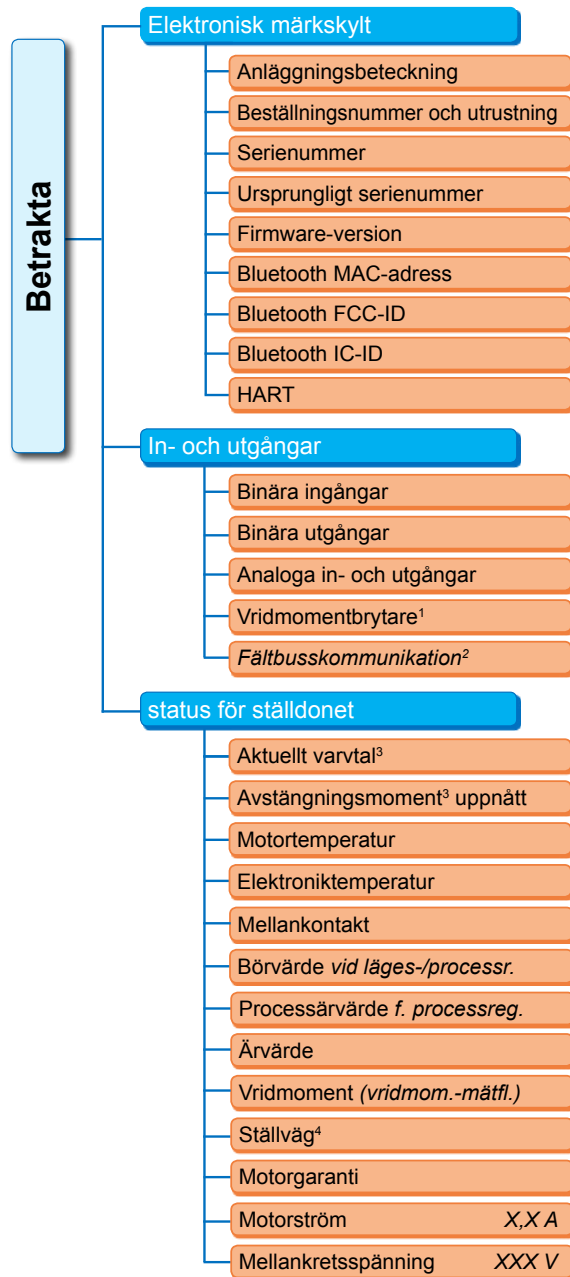 Betrakta
Elektronisk märkskylt
Anläggningsbeteckning
Beställningsnummer och utrustning
Serienummer
Ursprungligt serienummer
Firmware-version
Bluetooth MAC-adress
Bluetooth FCC-ID
Bluetooth IC-ID
HART
In- och utgångar
Binära ingångar
Binära utgångar
Analoga in- och utgångar
Vridmomentbrytare¹
Fältbusskommunikation²
status för ställdonet
Aktuellt varvtal³
Avstängningsmoment³ uppnått
Motortemperatur
Elektroniktemperatur
Mellankontakt
Börvärde vid läges-/processr.
Processärvärde f. processreg.
Ärvärde
Vridmoment (vridmom.-mätfl.)
Ställväg⁴
Motorgaranti
Motorström X,X A
Mellankretsspänning XXX V